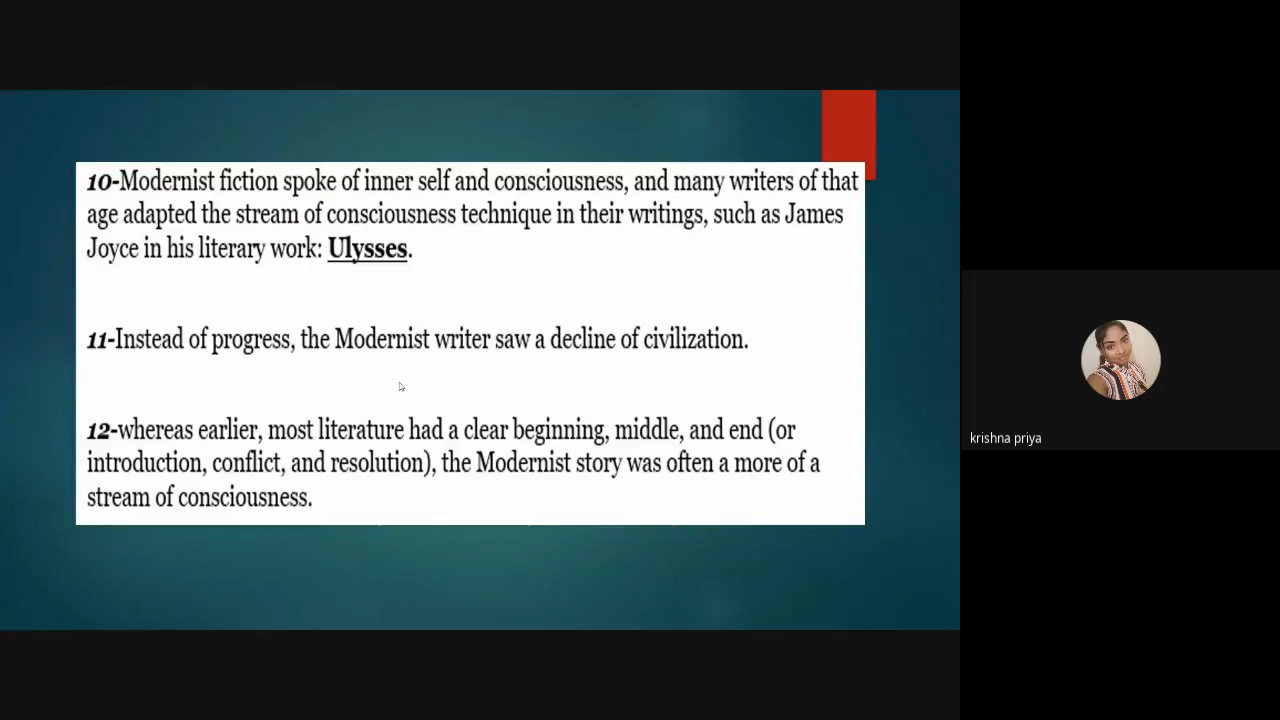 10-Modernist fiction spoke of inner self and consciousness, and many writers of that
age adapted the stream of consciousness technique in their writings, such as James
Joyce in his literary work: Ulysses.
11-Instead of progress, the Modernist writer saw a decline of civilization.
12-whereas earlier, most literature had a clear beginning, middle, and end (or
introduction, conflict, and resolution), the Modernist story was often a more of a
stream of consciousness.
krishna priya